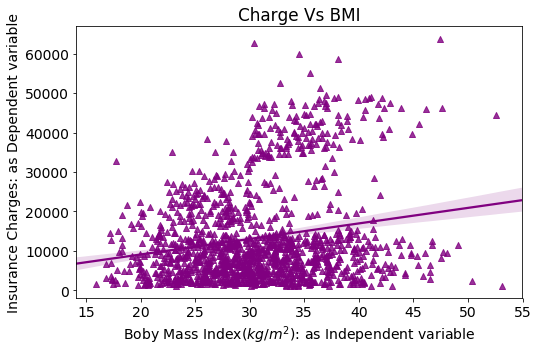 Charge Vs BMI
Insurance Charges: as Dependent variable
60000
50000
40000
30000
20000
10000
0
15 20 25 30 35 40 45 50 55
Boby Mass Index(kg/m²): as Independent variable